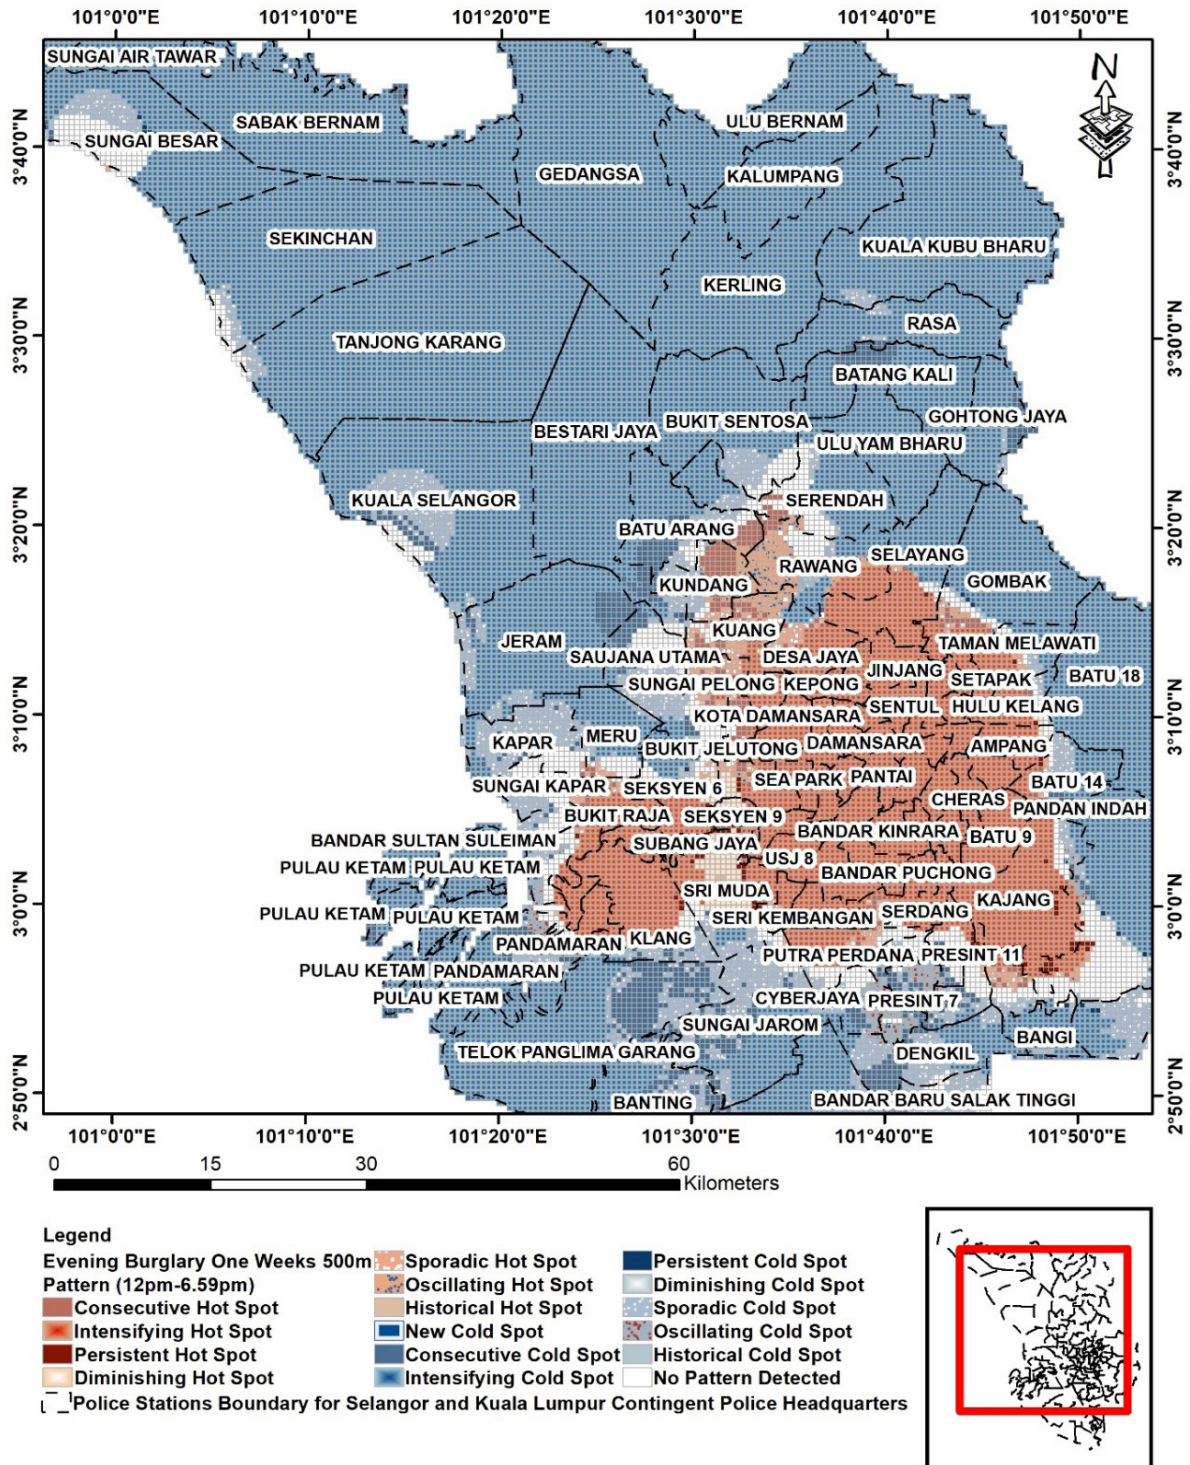 101°0'0"E 101°10'0"E 101°20'0"E 101°30'0"E 101°40'0"E 101°50'0"E
N
3°40'0"N
3°30'0"N
3°20'0"N
3°10'0"N
3°0'0"N
2°50'0"N
3°40'0"N
3°30'0"N
3°20'0"N
3°10'0"N
3°0'0"N
2°50'0"N
SUNGAI AIR TAWAR
SABAK BERNAM
ULU BERNAM
SUNGAI BESAR
GEDANGSA
KALUMPANG
SEKINCHAN
KUALA KUBU BHARU
KERLING
RASA
TANJONG KARANG
BATANG KALI
BUKIT SENTOSA
GOHTONG JAYA
BESTARI JAYA
ULU YAM BHARU
KUALA SELANGOR
SERENDAH
BATU ARANG
SELAYANG
RAWANG
GOMBAK
KUNDANG
KUANG
JERAM
TAMAN MELAWATI
SAUJANA UTAMA
DESA JAYA
JINJANG
BATU 18
SUNGAI PELONG
KEPONG
SETAPAK
SENTUL
HULU KELANG
KOTA DAMANSARA
MERU
KAPAR
BUKIT JELUTONG
DAMANSARA
AMPANG
SUNGAI KAPAR
SEKSYEN 6
SEA PARK
PANTAI
BATU 14
CHERAS
PANDAN INDAH
BUKIT RAJA
SEKSYEN 9
BANDAR KINRARA
BATU 9
BANDAR SULTAN SULEIMAN
SUBANG JAYA
USJ 8
PULAU KETAM
PULAU KETAM
BANDAR PUCHONG
SRI MUDA
KAJANG
PULAU KETAM
PULAU KETAM
SERI KEMBANGAN
SERDANG
PANDAMARAN
KLANG
PUTRA PERDANA
PRESINT 11
PULAU KETAM
PANDAMARAN
PULAU KETAM
CYBERJAYA
PRESINT 7
SUNGAI JAROM
BANGI
TELOK PANGLIMA GARANG
DENGKIL
BANTING
BANDAR BARU SALAK TINGGI
101°0'0"E 101°10'0"E 101°20'0"E 101°30'0"E 101°40'0"E 101°50'0"E
0 15 30 60
Kilometers
Legend
Evening Burglary One Weeks 500m
Pattern (12pm-6.59pm)
Consecutive Hot Spot
Intensifying Hot Spot
Persistent Hot Spot
Diminishing Hot Spot
Sporadic Hot Spot
Oscillating Hot Spot
Historical Hot Spot
New Cold Spot
Consecutive Cold Spot
Intensifying Cold Spot
Persistent Cold Spot
Diminishing Cold Spot
Sporadic Cold Spot
Oscillating Cold Spot
Historical Cold Spot
No Pattern Detected
Police Stations Boundary for Selangor and Kuala Lumpur Contingent Police Headquarters